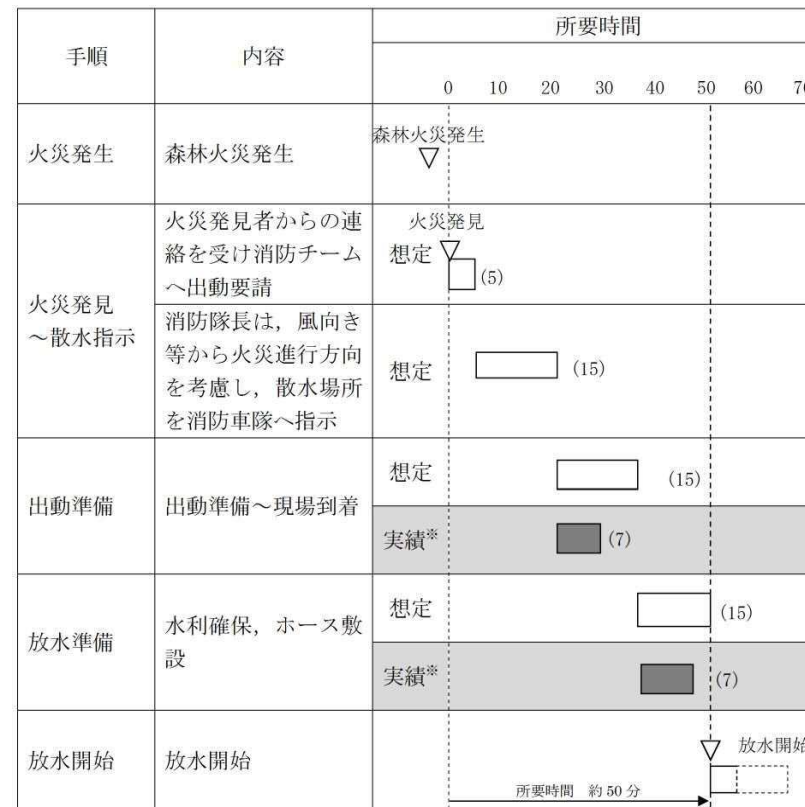 手順
内容
所要時間
0 10 20 30 40 50 60 70
火災発生
森林火災発生
森林火災発生
火災発見
～散水指示
火災発見者からの連
絡を受け消防チーム
へ出動要請
想定
火災発見
(5)
消防隊長は，風向き
等から火災進行方向
を考慮し，散水場所
を消防車隊へ指示
想定
(15)
出動準備
出動準備～現場到着
想定
(15)
実績※
(7)
放水準備
水利確保，ホース敷
設
想定
(15)
実績※
(7)
放水開始
放水開始
放水開始
所要時間 約 50 分